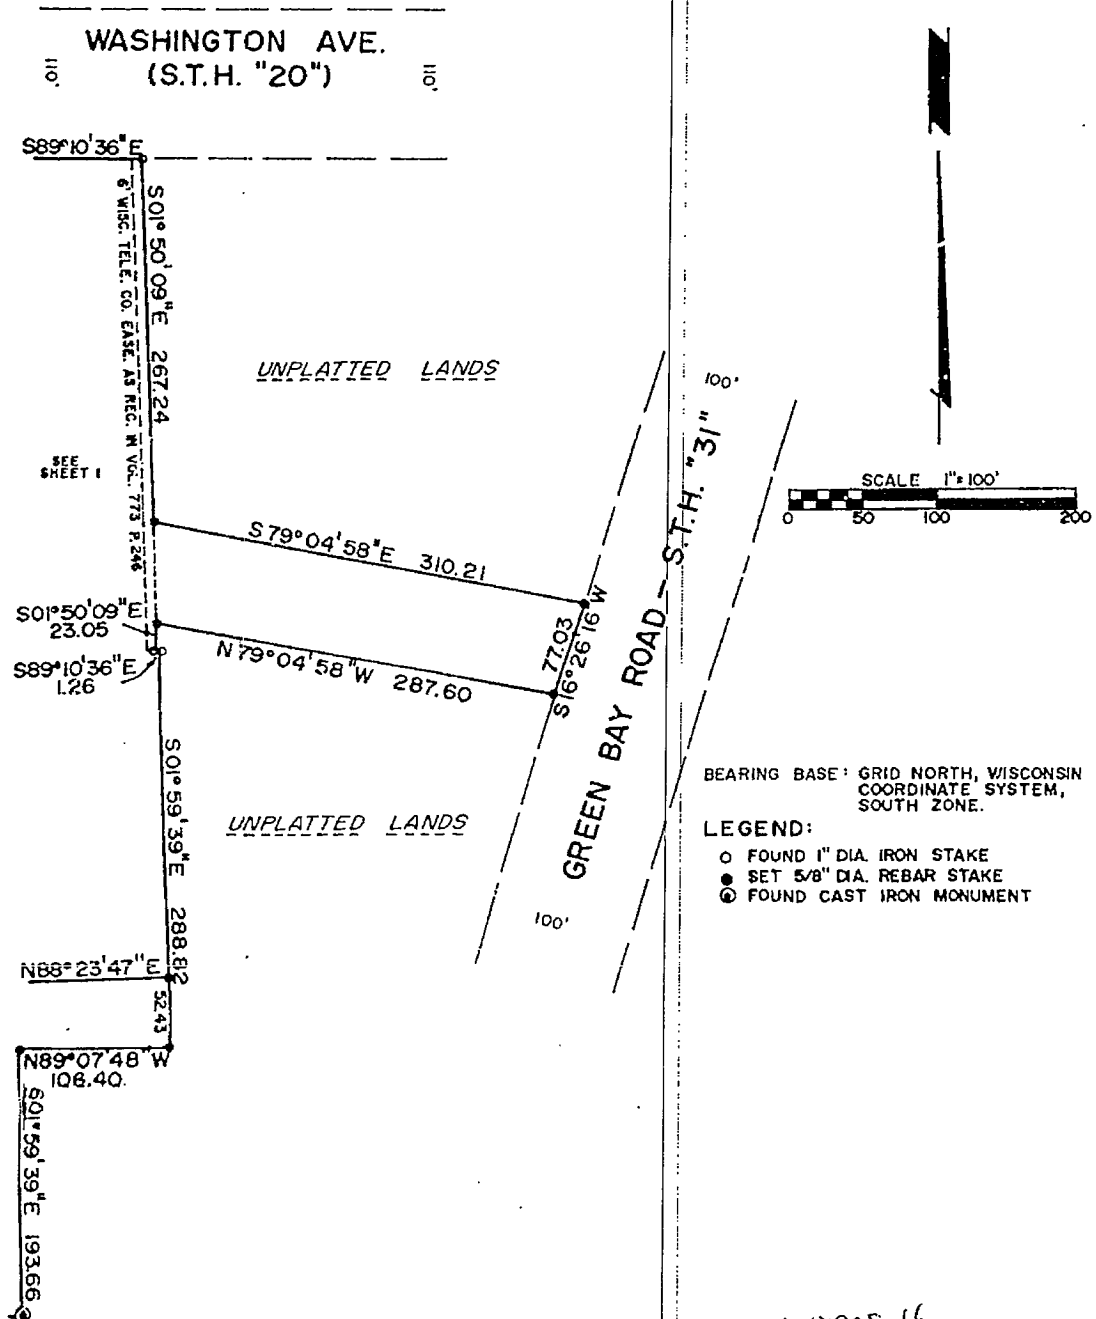 WASHINGTON AVE.
(S.T.H. "20")
110'
110'
S89°10'36"E
S01°50'09"E 267.24
6' WISC. TELE. CO. EASE. AS REC. IN VOL. 773 P.246
UNPLATTED LANDS
SEE
SHEET 1
100'
SCALE 1"=100'
0 50 100 200
S79°04'58"E 310.21
S01°50'09"E
23.05
77.03
S16°26'16"W
N79°04'58"W 287.60
S89°10'36"E
1.26
GREEN BAY ROAD – S.T.H. "31"
S01°59'39"E 288.82
UNPLATTED LANDS
BEARING BASE: GRID NORTH, WISCONSIN
COORDINATE SYSTEM,
SOUTH ZONE.
LEGEND:
FOUND 1" DIA. IRON STAKE
SET 5/8" DIA. REBAR STAKE
FOUND CAST IRON MONUMENT
100'
N88°23'47"E
52.43
N89°07'48"W
106.40
S01°59'39"E 193.66